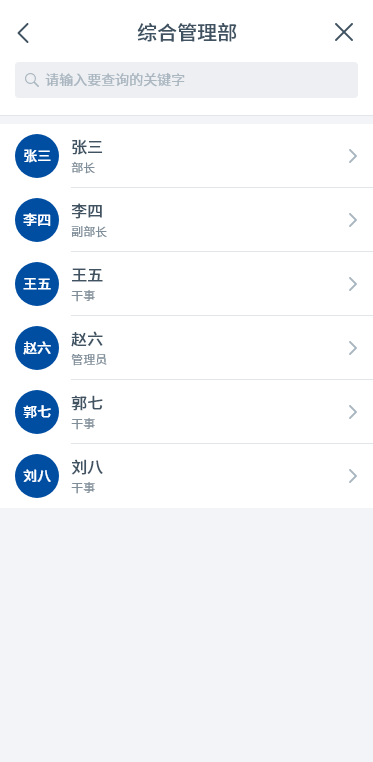 综合管理部
请输入要查询的关键字
张三
张三
部长
李四
李四
副部长
王五
王五
干事
赵六
赵六
管理员
郭七
郭七
干事
刘八
刘八
干事